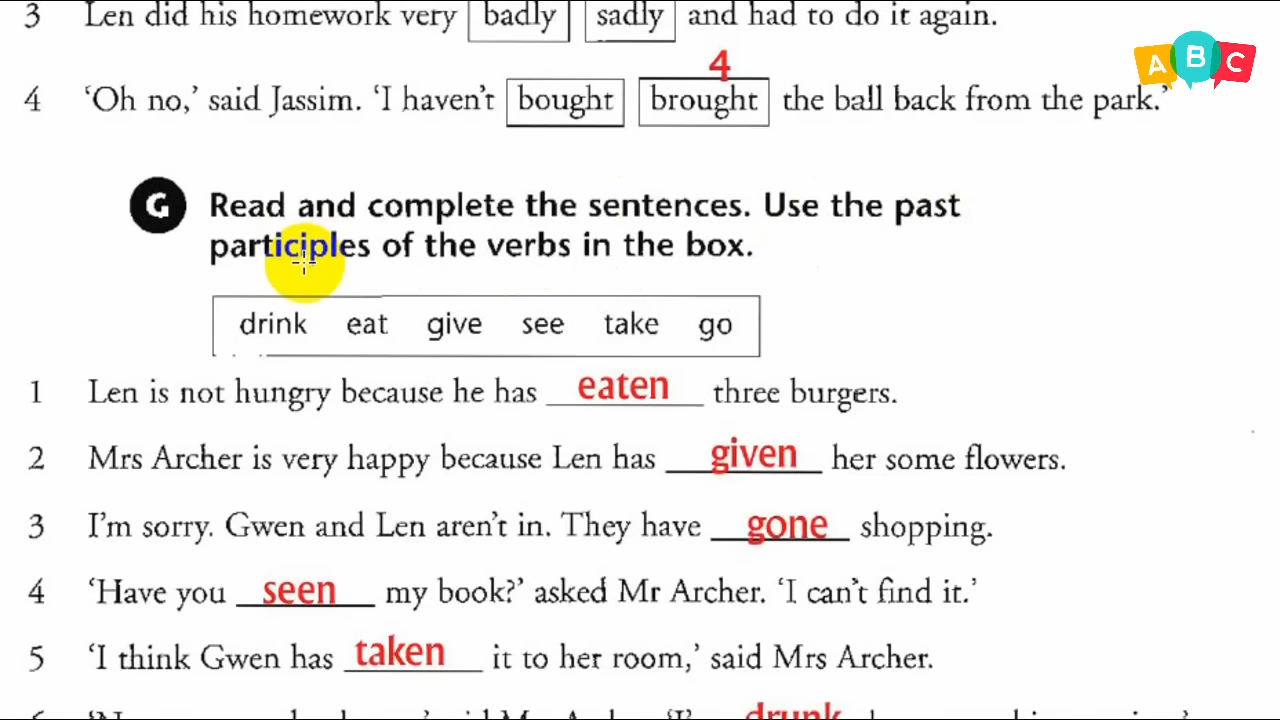 3 Len did his homework very badly sadly and had to do it again.
A B C
4
4 ‘Oh no,’ said Jassim. ‘I haven’t bought brought the ball back from the park.’
G Read and complete the sentences. Use the past
participles of the verbs in the box.
drink eat give see take go
1 Len is not hungry because he has eaten three burgers.
2 Mrs Archer is very happy because Len has given her some flowers.
3 I’m sorry. Gwen and Len aren’t in. They have gone shopping.
4 ‘Have you seen my book?’ asked Mr Archer. ‘I can’t find it.’
5 ‘I think Gwen has taken it to her room,’ said Mrs Archer.
drunk